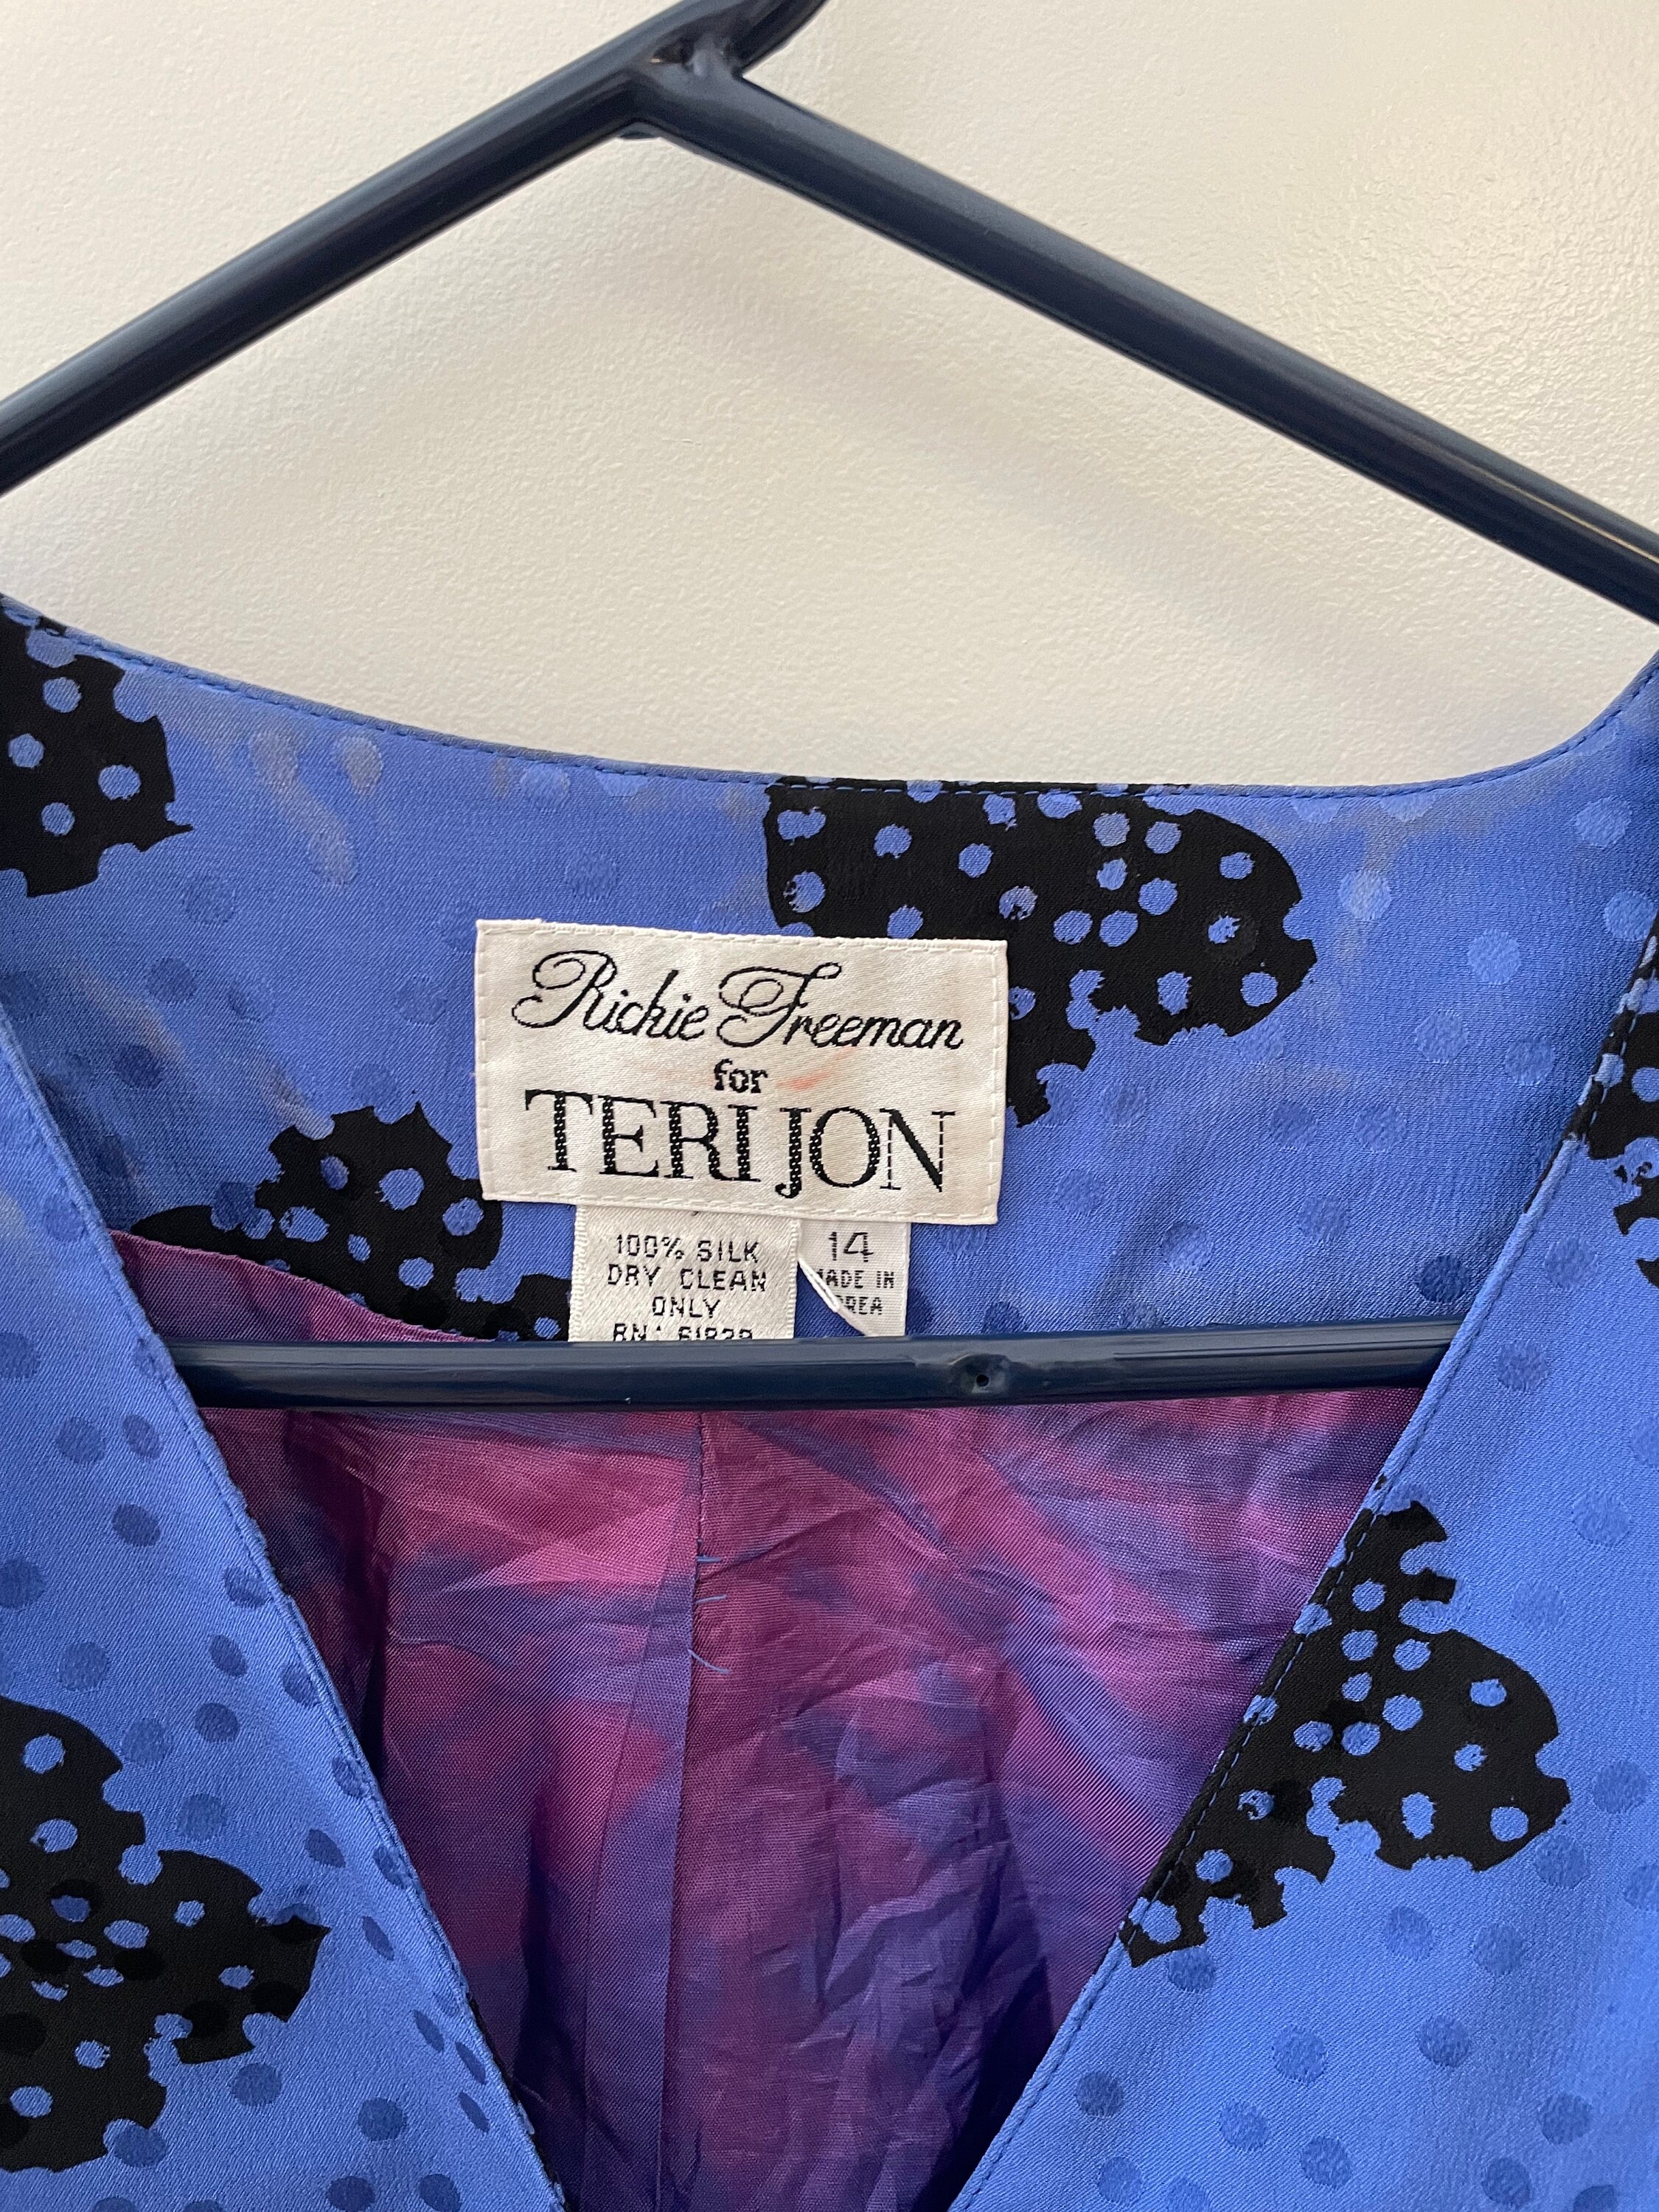 Rickie Freeman
for
TERI JON
100% SILK
DRY CLEAN
ONLY
14
MADE IN